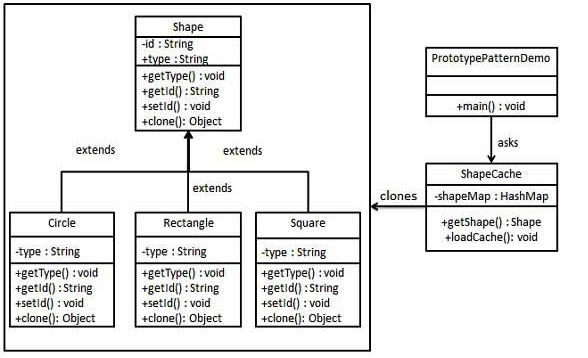 Shape
-id : String
+type : String
+getType() : void
+getId() : String
+setId() : void
+clone(): Object
extends
extends
extends
Circle
-type : String
+getType() : void
+getId() : String
+setId() : void
+clone(): Object
Rectangle
-type : String
+getType() : void
+getId() : String
+setId() : void
+clone(): Object
Square
-type : String
+getType() : void
+getId() : String
+setId() : void
+clone(): Object
PrototypePatternDemo
+main() : void
asks
ShapeCache
-shapeMap : HashMap
+getShape() : Shape
+loadCache(): void
clones